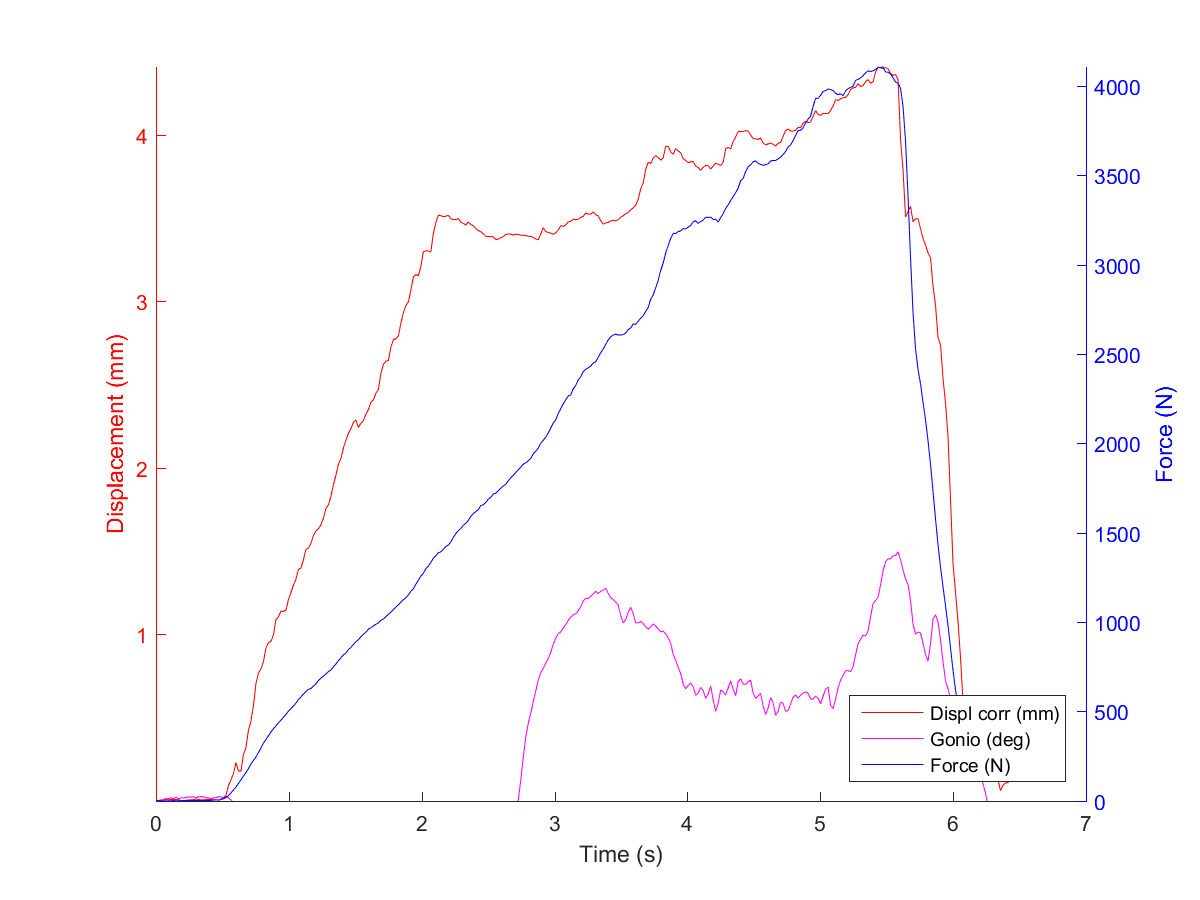 4
3
2
1
Displacement (mm)
4000
3500
3000
2500
2000
1500
1000
500
0
Force (N)
Displ corr (mm)
Gonio (deg)
Force (N)
0 1 2 3 4 5 6 7
Time (s)